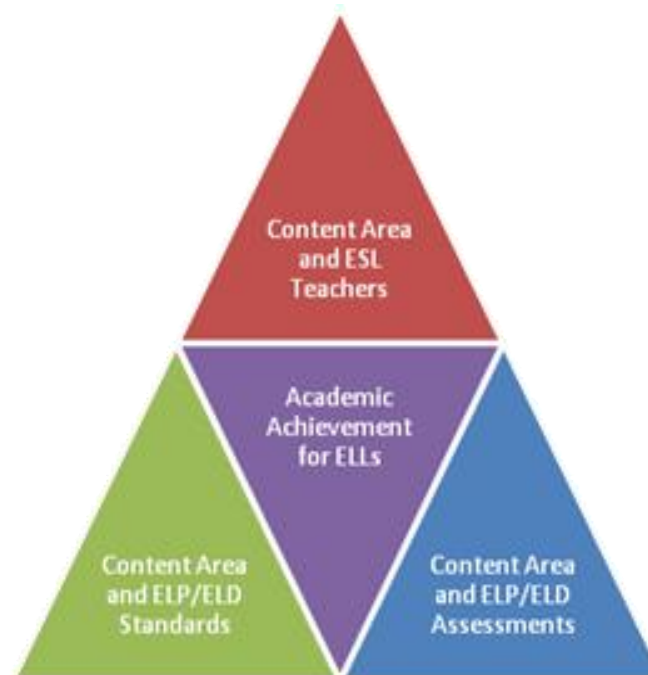 Content Area
and ESL
Teachers
Academic
Achievement
for ELLs
Content Area
and ELP/ELD
Standards
Content Area
and ELP/ELD
Assessments